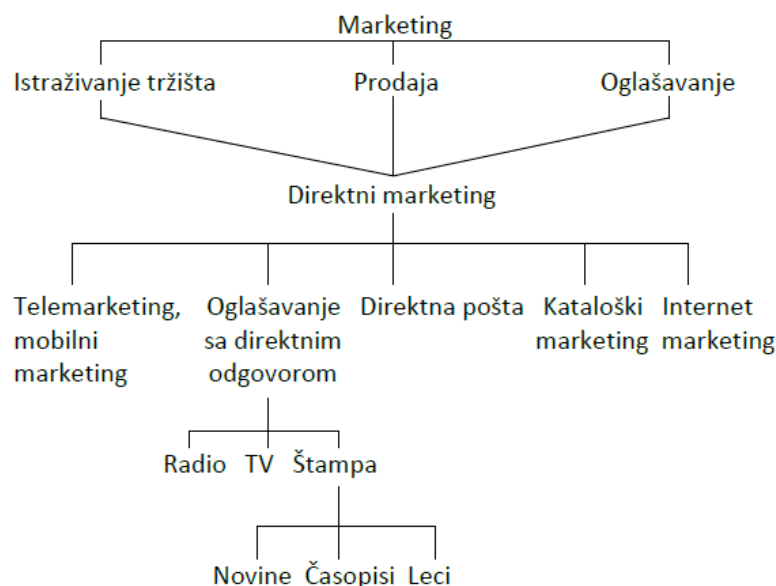 Marketing
Istraživanje tržišta
Prodaja
Oglašavanje
Direktni marketing
Telemarketing,
mobilni
marketing
Oglašavanje
sa direktnim
odgovorom
Direktna pošta
Kataloški
marketing
Internet
marketing
Radio
TV
Štampa
Novine
Časopisi
Leci